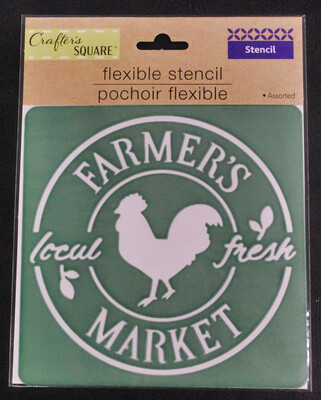 Crafter's
SQUARE
Stencil
flexible stencil
pochoir flexible
• Assorted
FARMER'S
local fresh
MARKET